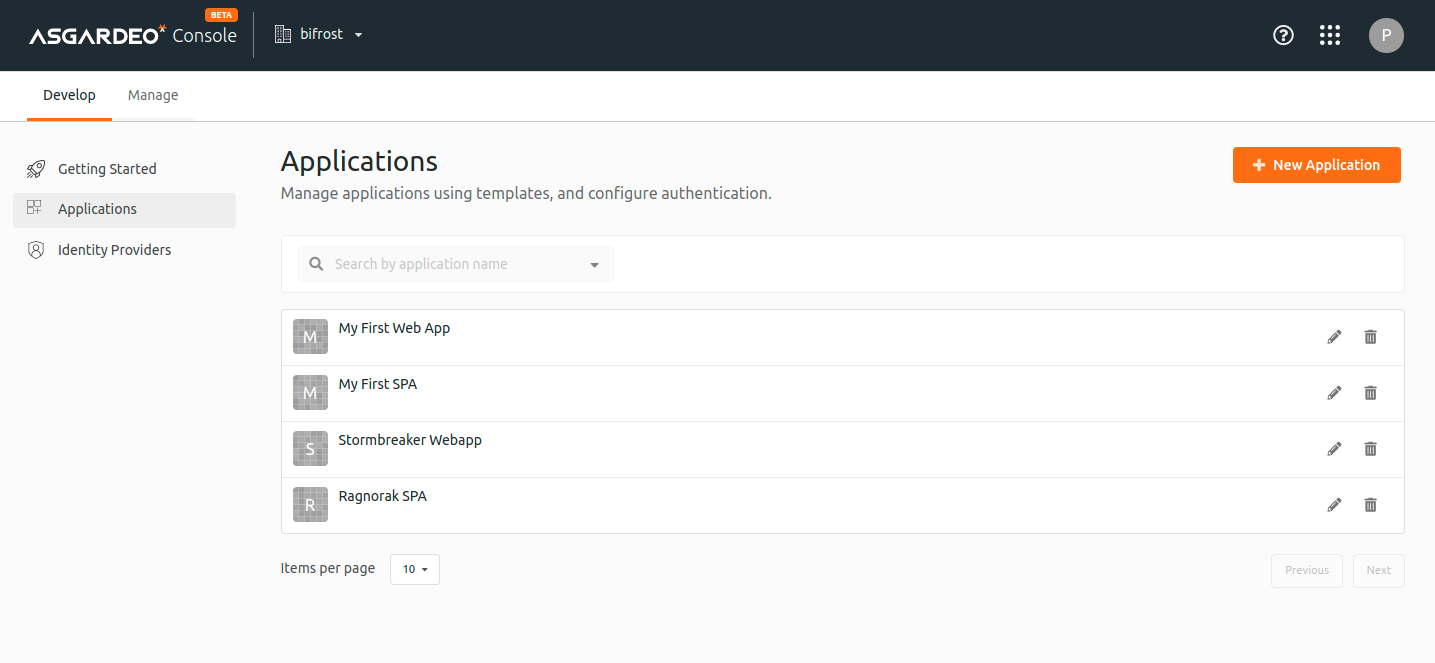 BETA
ASGARDEO Console
bifrost
P
Develop
Manage
Getting Started
Applications
Identity Providers
Applications
Manage applications using templates, and configure authentication.
New Application
Search by application name
M
My First Web App
M
My First SPA
S
Stormbreaker Webapp
R
Ragnorak SPA
Items per page
10
Previous
Next